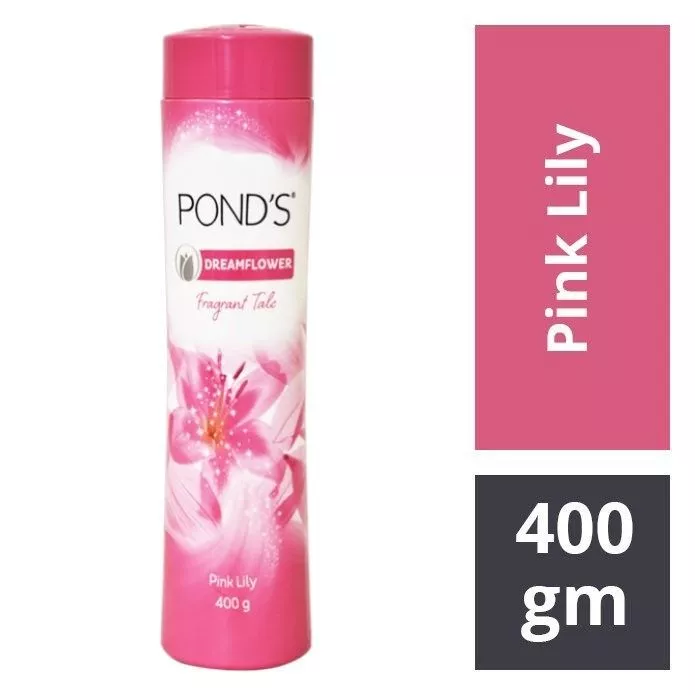 POND'S®
DREAMFLOWER
Fragrant Talc
Pink Lily
400 g
Pink Lily
400
gm